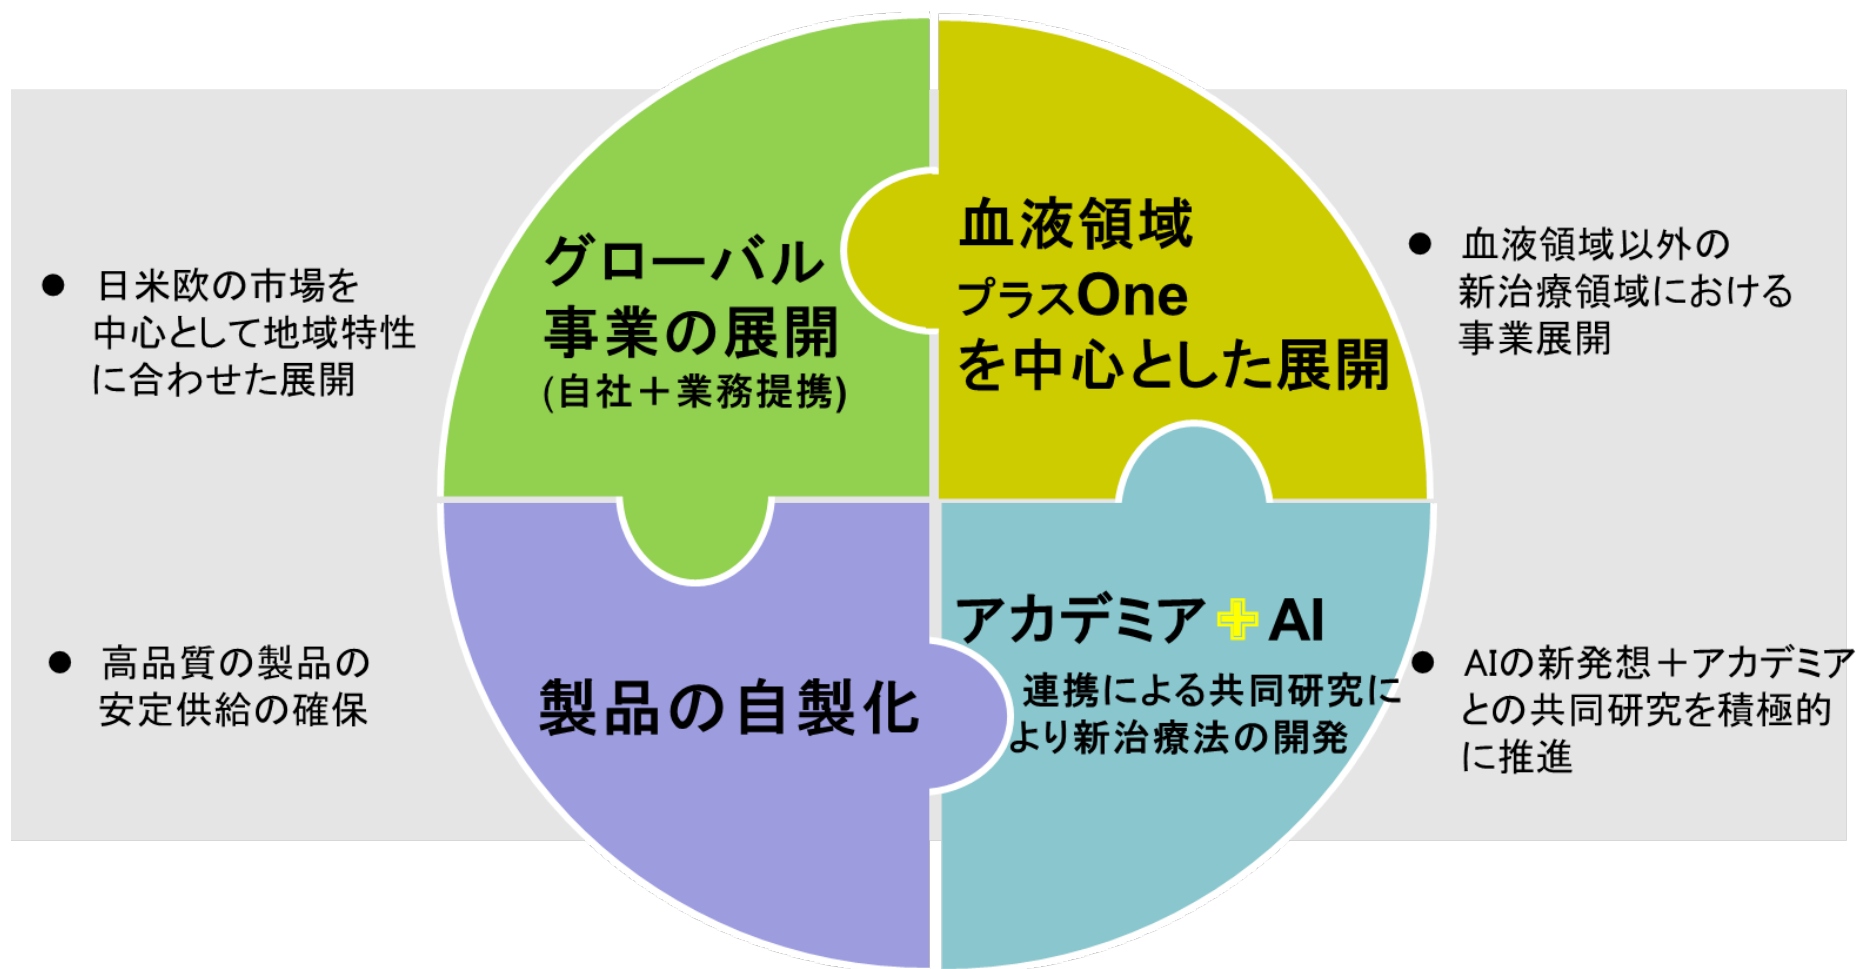 ● 日米欧の市場を
中心として地域特性
に合わせた展開
グローバル
事業の展開
(自社＋業務提携)
血液領域
プラスOne
を中心とした展開
● 血液領域以外の
新治療領域における
事業展開
● 高品質の製品の
安定供給の確保
製品の自製化
アカデミア+AI
連携による共同研究に
より新治療法の開発
● AIの新発想＋アカデミア
との共同研究を積極的
に推進